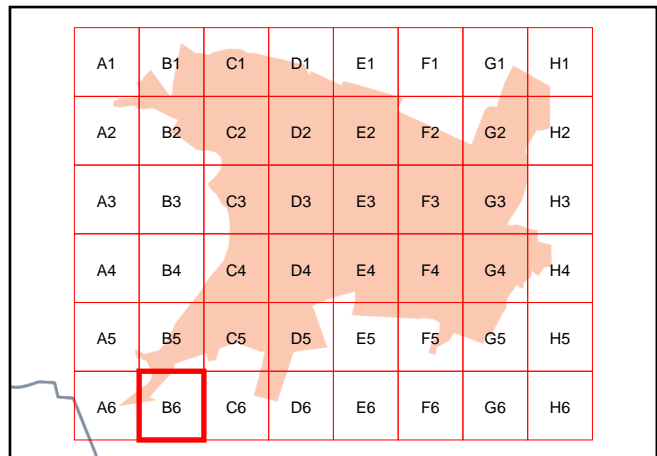 A1 B1 C1 D1 E1 F1 G1 H1
A2 B2 C2 D2 E2 F2 G2 H2
A3 B3 C3 D3 E3 F3 G3 H3
A4 B4 C4 D4 E4 F4 G4 H4
A5 B5 C5 D5 E5 F5 G5 H5
A6 B6 C6 D6 E6 F6 G6 H6